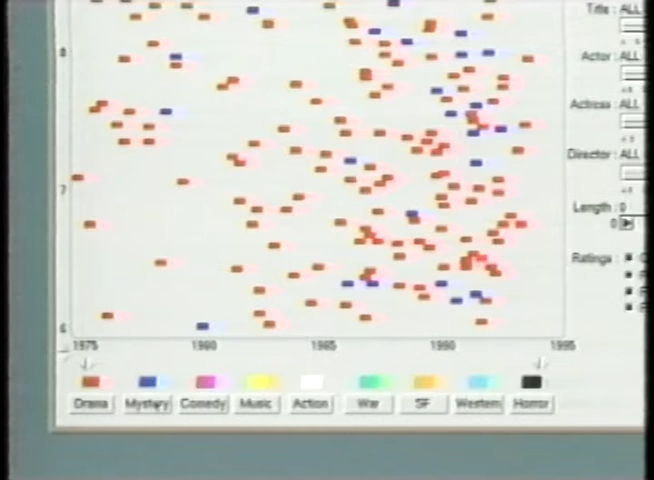 Title : ALL
8
Actor : ALL
Actress : ALL
Director : ALL
7
Length : 0
0
Ratings :
6
1975 1980 1985 1990 1995
Drama Mystery Comedy Music Action War SF Western Horror